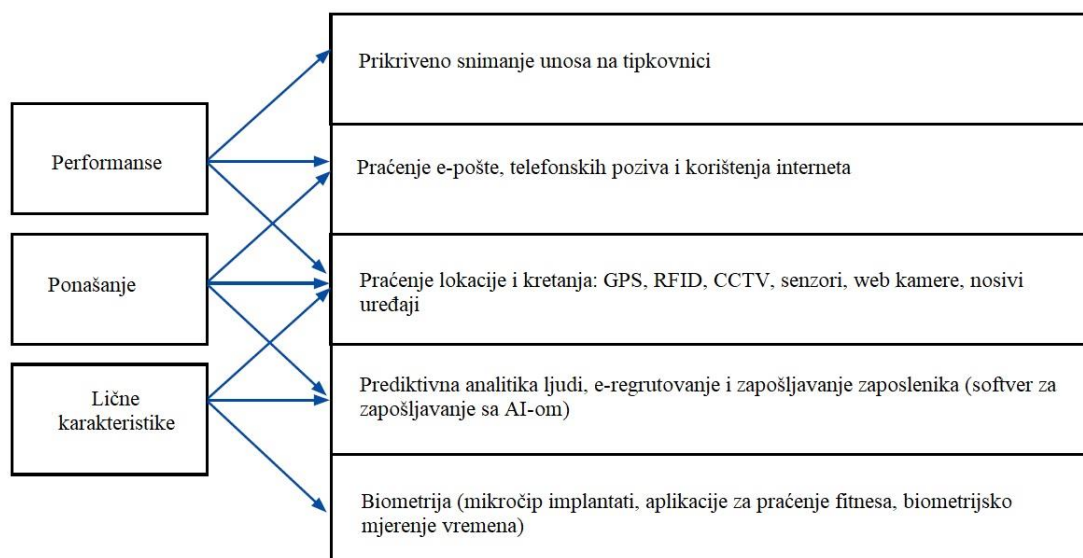 Performanse
Ponašanje
Lične
karakteristike
Prikriveno snimanje unosa na tipkovnici
Praćenje e-pošte, telefonskih poziva i korištenja interneta
Praćenje lokacije i kretanja: GPS, RFID, CCTV, senzori, web kamere, nosivi
uređaji
Prediktivna analitika ljudi, e-regrutovanje i zapošljavanje zaposlenika (softver za
zapošljavanje sa AI-om)
Biometrija (mikročip implantati, aplikacije za praćenje fitnesa, biometrijsko
mjerenje vremena)